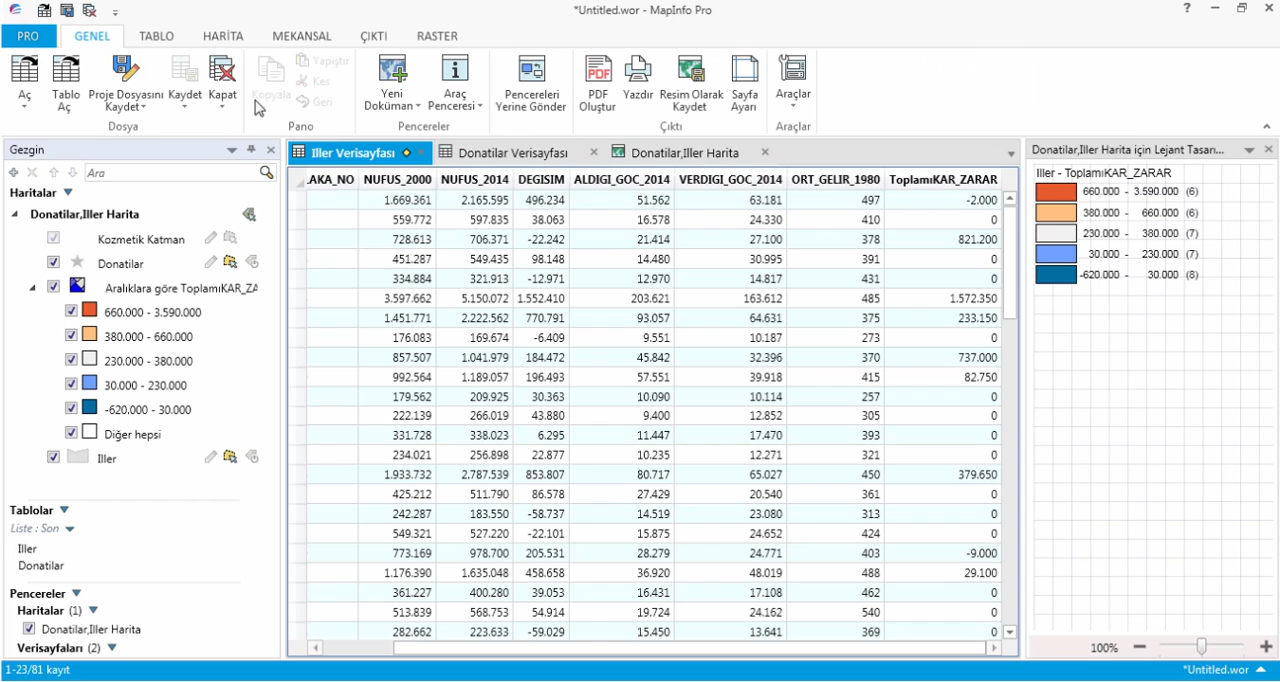 *Untitled.wor - MapInfo Pro
PRO GENEL TABLO HARİTA MEKANSAL ÇIKTI RASTER
Aç
Tablo Aç
Proje Dosyasını Kaydet
Kaydet
Kapat
Dosya
Kopyala
Yapıştır
Kes
Geri
Pano
Yeni Doküman
Araç Penceresi
Pencereler
Pencereleri Yerine Gönder
PDF Oluştur
Yazdır
Resim Olarak Kaydet
Sayfa Ayarı
Çıktı
Araçlar
Araçlar
Gezgin
Ara
Haritalar
Donatilar,Iller Harita
Kozmetik Katman
Donatilar
Aralıklara göre ToplamıKAR_ZA
660.000 - 3.590.000
380.000 - 660.000
230.000 - 380.000
30.000 - 230.000
-620.000 - 30.000
Diğer hepsi
Iller
Tablolar
Liste : Son
Iller
Donatilar
Pencereler
Haritalar (1)
Donatilar,Iller Harita
Verisayfaları (2)
Iller Verisayfası Donatilar Verisayfası Donatilar,Iller Harita
.AKA_NO NUFUS_2000 NUFUS_2014 DEGISIM ALDIGI_GOC_2014 VERDIGI_GOC_2014 ORT_GELIR_1980 ToplamıKAR_ZARAR
1.669.361 2.165.595 496.234 51.562 63.181 497 -2.000
559.772 597.835 38.063 16.578 24.330 410 0
728.613 706.371 -22.242 21.414 27.100 378 821.200
451.287 549.435 98.148 14.480 30.995 391 0
334.884 321.913 -12.971 12.970 14.817 431 0
3.597.662 5.150.072 1.552.410 203.621 163.612 485 1.572.350
1.451.771 2.222.562 770.791 93.057 64.631 375 233.150
176.083 169.674 -6.409 9.551 10.187 273 0
857.507 1.041.979 184.472 45.842 32.396 370 737.000
992.564 1.189.057 196.493 57.551 39.918 415 82.750
179.562 209.925 30.363 10.090 10.114 257 0
222.139 266.019 43.880 9.400 12.852 305 0
331.728 338.023 6.295 11.447 17.470 393 0
234.021 256.898 22.877 10.235 12.271 321 0
1.933.732 2.787.539 853.807 80.717 65.027 450 379.650
425.212 511.790 86.578 27.429 20.540 361 0
242.287 183.550 -58.737 14.519 23.080 313 0
549.321 527.220 -22.101 15.875 24.652 424 0
773.169 978.700 205.531 28.279 24.771 403 -9.000
1.176.390 1.635.048 458.658 36.920 48.019 488 29.100
361.227 400.280 39.053 16.431 17.108 462 0
513.839 568.753 54.914 19.724 24.162 540 0
282.662 223.633 -59.029 15.450 13.641 369 0
Donatilar,Iller Harita için Lejant Tasarı...
Iller - ToplamıKAR_ZARAR
660.000 - 3.590.000 (6)
380.000 - 660.000 (6)
230.000 - 380.000 (7)
30.000 - 230.000 (7)
-620.000 - 30.000 (8)
100%
1-23/81 kayıt
*Untitled.wor